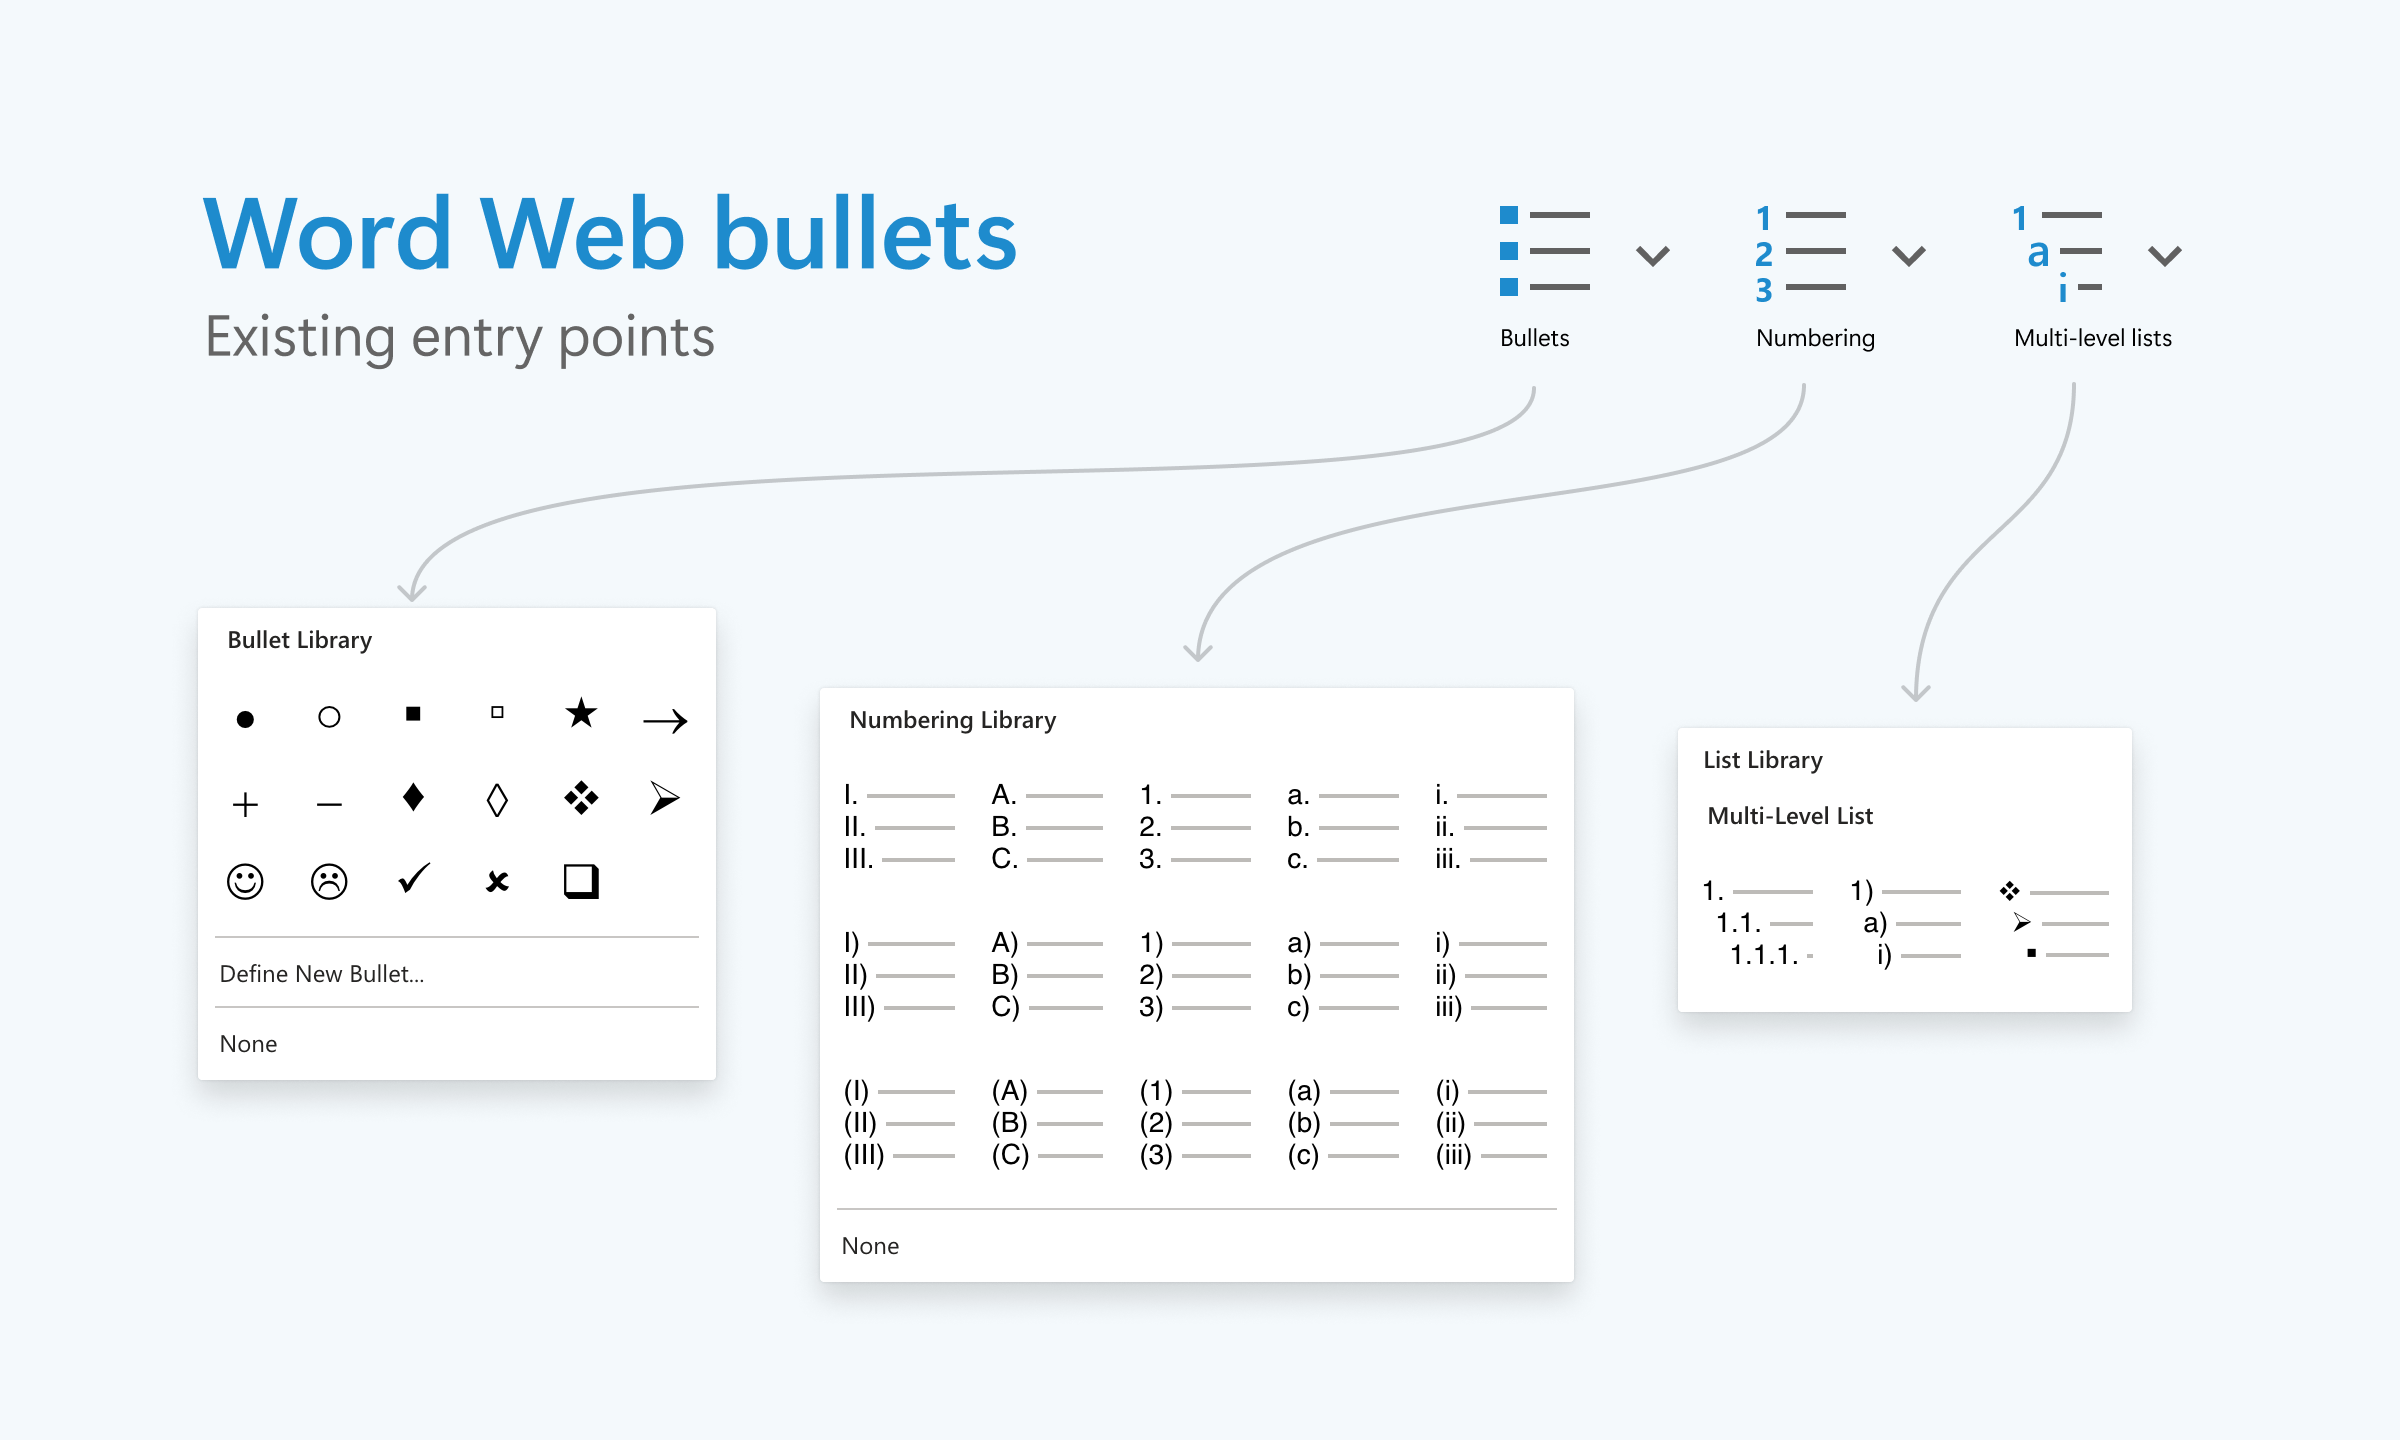 Word Web bullets
Existing entry points
1
2
3
1
a
i
Bullets
Numbering
Multi-level lists
Bullet Library
● ○ ■ □ ★ →
+ − ♦ ◊ ❖ ➢
☺ ☹ ✓ ✘ ❑
Define New Bullet...
None
Numbering Library
I. A. 1. a. i.
II. B. 2. b. ii.
III. C. 3. c. iii.
I) A) 1) a) i)
II) B) 2) b) ii)
III) C) 3) c) iii)
(I) (A) (1) (a) (i)
(II) (B) (2) (b) (ii)
(III) (C) (3) (c) (iii)
None
List Library
Multi-Level List
1. 1) ❖
1.1. a) ➢
1.1.1. i) ▪